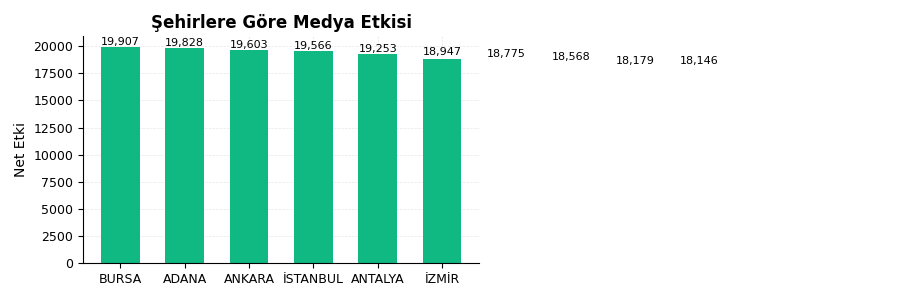 Şehirlere Göre Medya Etkisi
Net Etki
20000
17500
15000
12500
10000
7500
5000
2500
0
19,907
19,828
19,603
19,566
19,253
18,947
18,775
18,568
18,179
18,146
BURSA
ADANA
ANKARA
İSTANBUL
ANTALYA
İZMİR